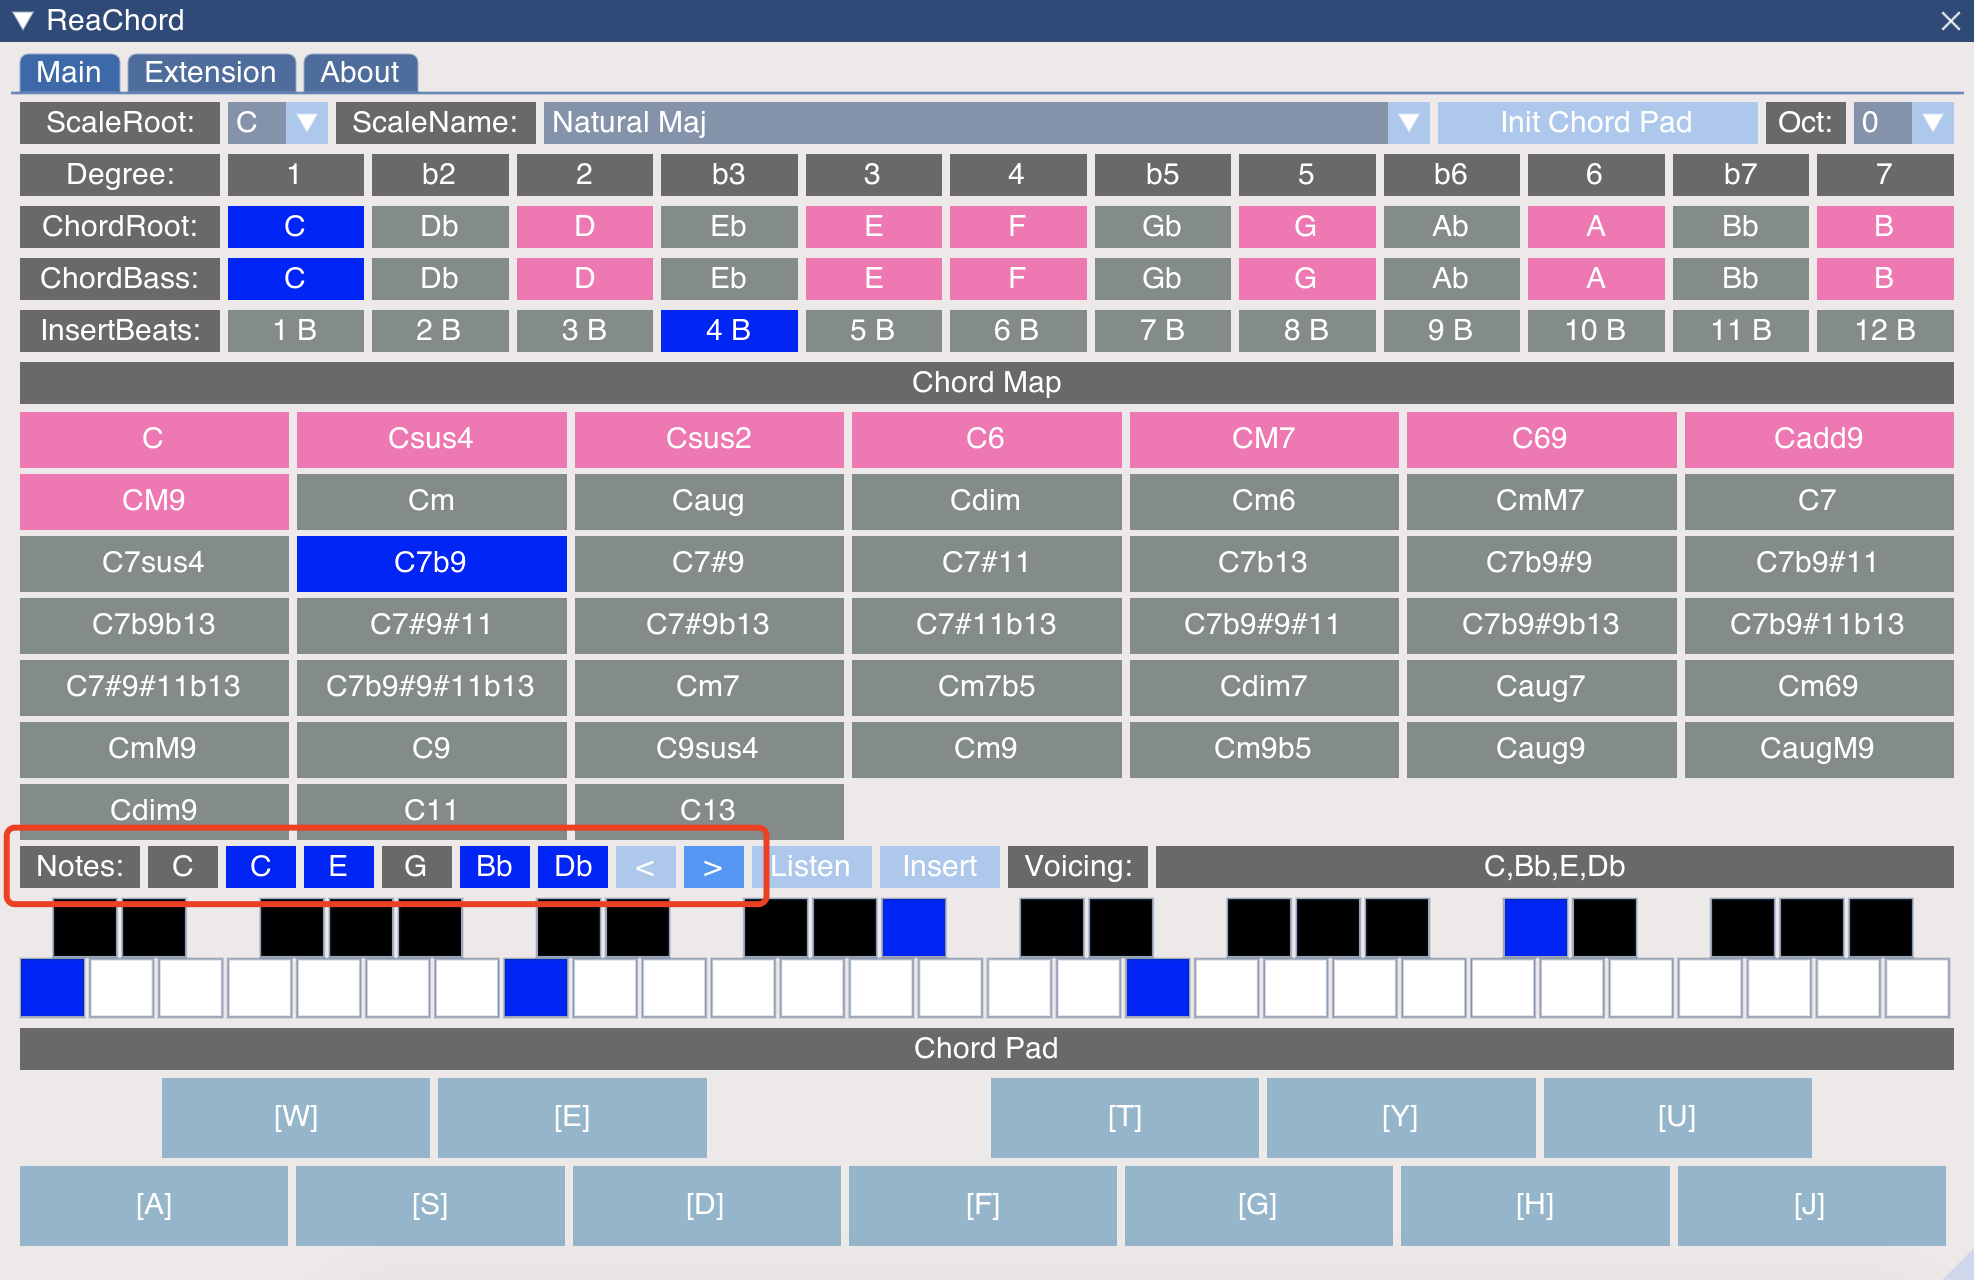 ReaChord
Main Extension About
ScaleRoot: C ScaleName: Natural Maj Init Chord Pad Oct: 0
Degree: 1 b2 2 b3 3 4 b5 5 b6 6 b7 7
ChordRoot: C Db D Eb E F Gb G Ab A Bb B
ChordBass: C Db D Eb E F Gb G Ab A Bb B
InsertBeats: 1 B 2 B 3 B 4 B 5 B 6 B 7 B 8 B 9 B 10 B 11 B 12 B
Chord Map
C Csus4 Csus2 C6 CM7 C69 Cadd9
CM9 Cm Caug Cdim Cm6 CmM7 C7
C7sus4 C7b9 C7#9 C7#11 C7b13 C7b9#9 C7b9#11
C7b9b13 C7#9#11 C7#9b13 C7#11b13 C7b9#9#11 C7b9#9b13 C7b9#11b13
C7#9#11b13 C7b9#9#11b13 Cm7 Cm7b5 Cdim7 Caug7 Cm69
CmM9 C9 C9sus4 Cm9 Cm9b5 Caug9 CaugM9
Cdim9 C11 C13
Notes: C C E G Bb Db < > Listen Insert Voicing: C,Bb,E,Db
Chord Pad
[W] [E] [T] [Y] [U]
[A] [S] [D] [F] [G] [H] [J]